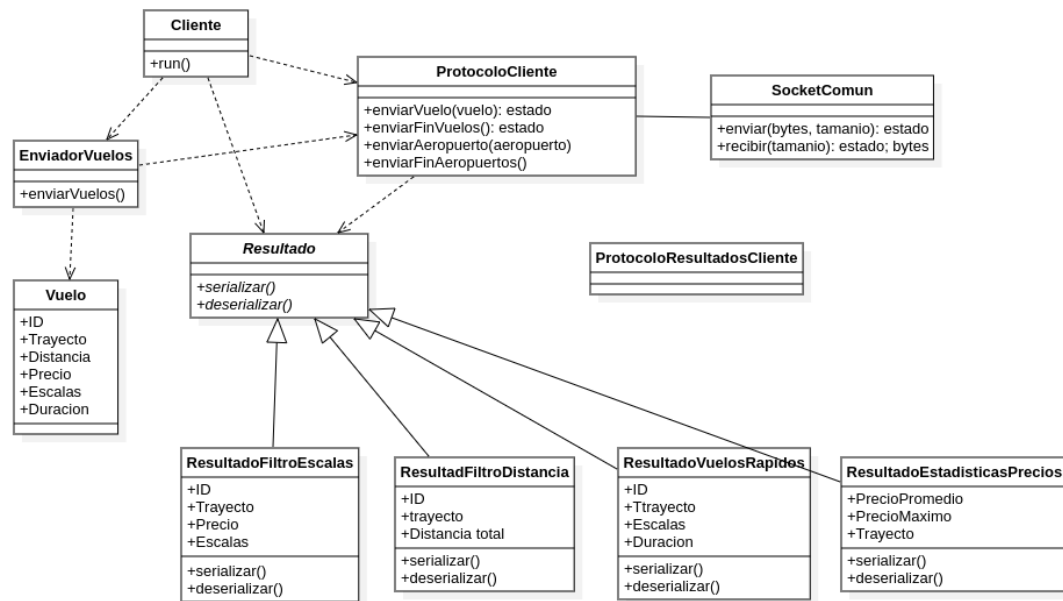 Cliente
+run()
ProtocoloCliente
+enviarVuelo(vuelo): estado
+enviarFinVuelos(): estado
+enviarAeropuerto(aeropuerto)
+enviarFinAeropuertos()
SocketComun
+enviar(bytes, tamanio): estado
+recibir(tamanio): estado; bytes
EnviadorVuelos
+enviarVuelos()
Resultado
+serializar()
+deserializar()
ProtocoloResultadosCliente
Vuelo
+ID
+Trayecto
+Distancia
+Precio
+Escalas
+Duracion
ResultadoFiltroEscalas
+ID
+Trayecto
+Precio
+Escalas
+serializar()
+deserializar()
ResultadFiltroDistancia
+ID
+trayecto
+Distancia total
+serializar()
+deserializar()
ResultadoVuelosRapidos
+ID
+Ttrayecto
+Escalas
+Duracion
+serializar()
+deserializar()
ResultadoEstadisticasPrecios
+PrecioPromedio
+PrecioMaximo
+Trayecto
+serializar()
+deserializar()